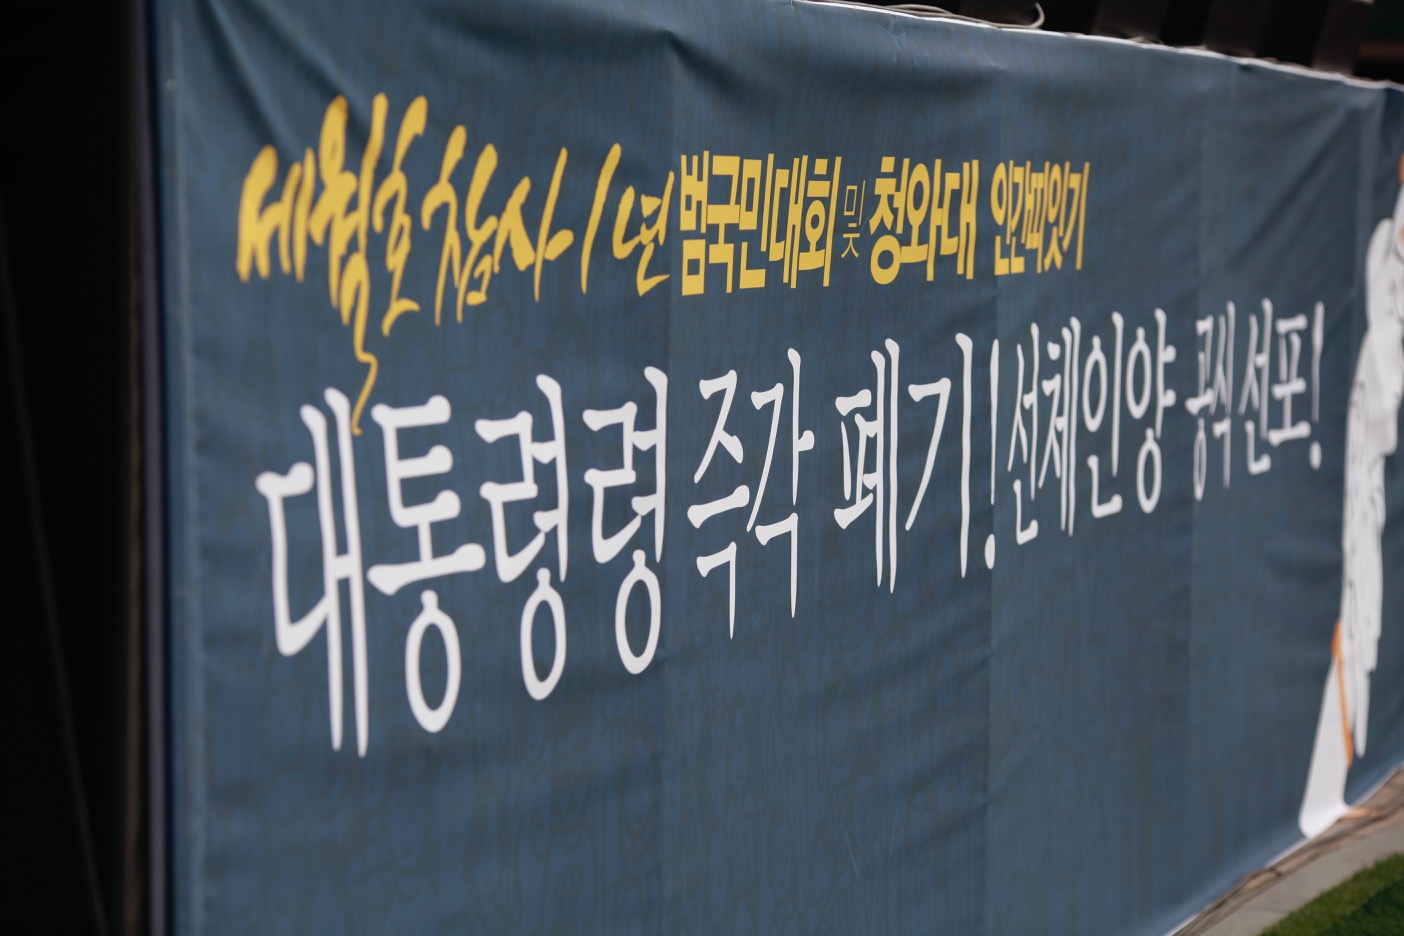 세월호 참사 1년 범국민대회 및 청와대 인간띠잇기
대통령령 즉각 폐기! 선체인양 공식 선포!